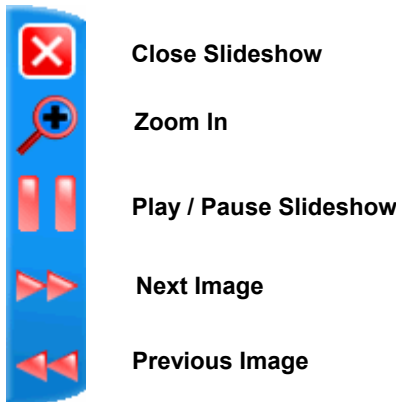 Close Slideshow
Zoom In
Play / Pause Slideshow
Next Image
Previous Image